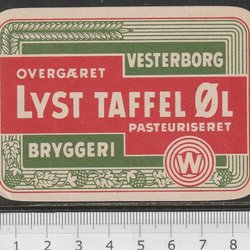 VESTERBORG
OVERGÆRET
LYST TAFFEL ØL
PASTEURISERET
BRYGGERI
W
1 2 3 4 5 6 7 8